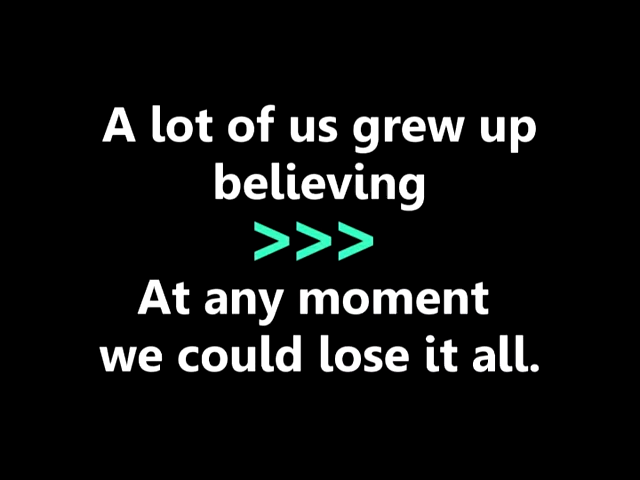 A lot of us grew up
believing
>>>
At any moment
we could lose it all.